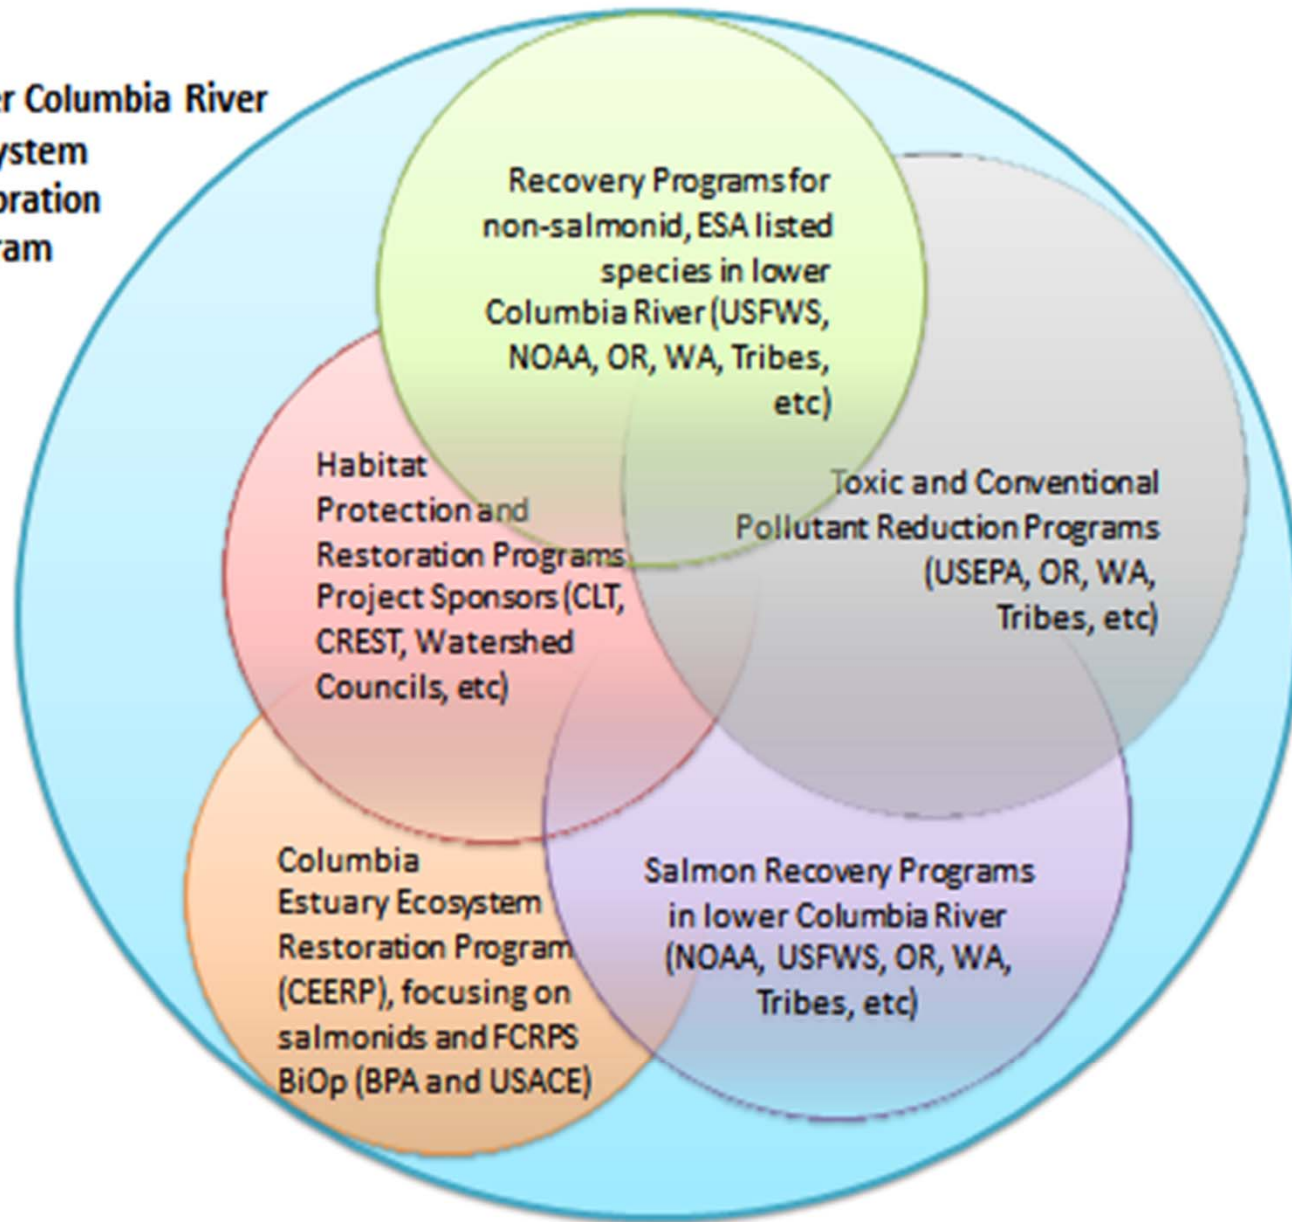 er Columbia River
ystem
oration
ram
Recovery Programs for
non-salmonid, ESA listed
species in lower
Columbia River (USFWS,
NOAA, OR, WA, Tribes,
etc)
Habitat
Protection and
Restoration Programs
Project Sponsors (CLT,
CREST, Watershed
Councils, etc)
Toxic and Conventional
Pollutant Reduction Programs
(USEPA, OR, WA,
Tribes, etc)
Columbia
Estuary Ecosystem
Restoration Program
(CEERP), focusing on
salmonids and FCRPS
BiOp (BPA and USACE)
Salmon Recovery Programs
in lower Columbia River
(NOAA, USFWS, OR, WA,
Tribes, etc)